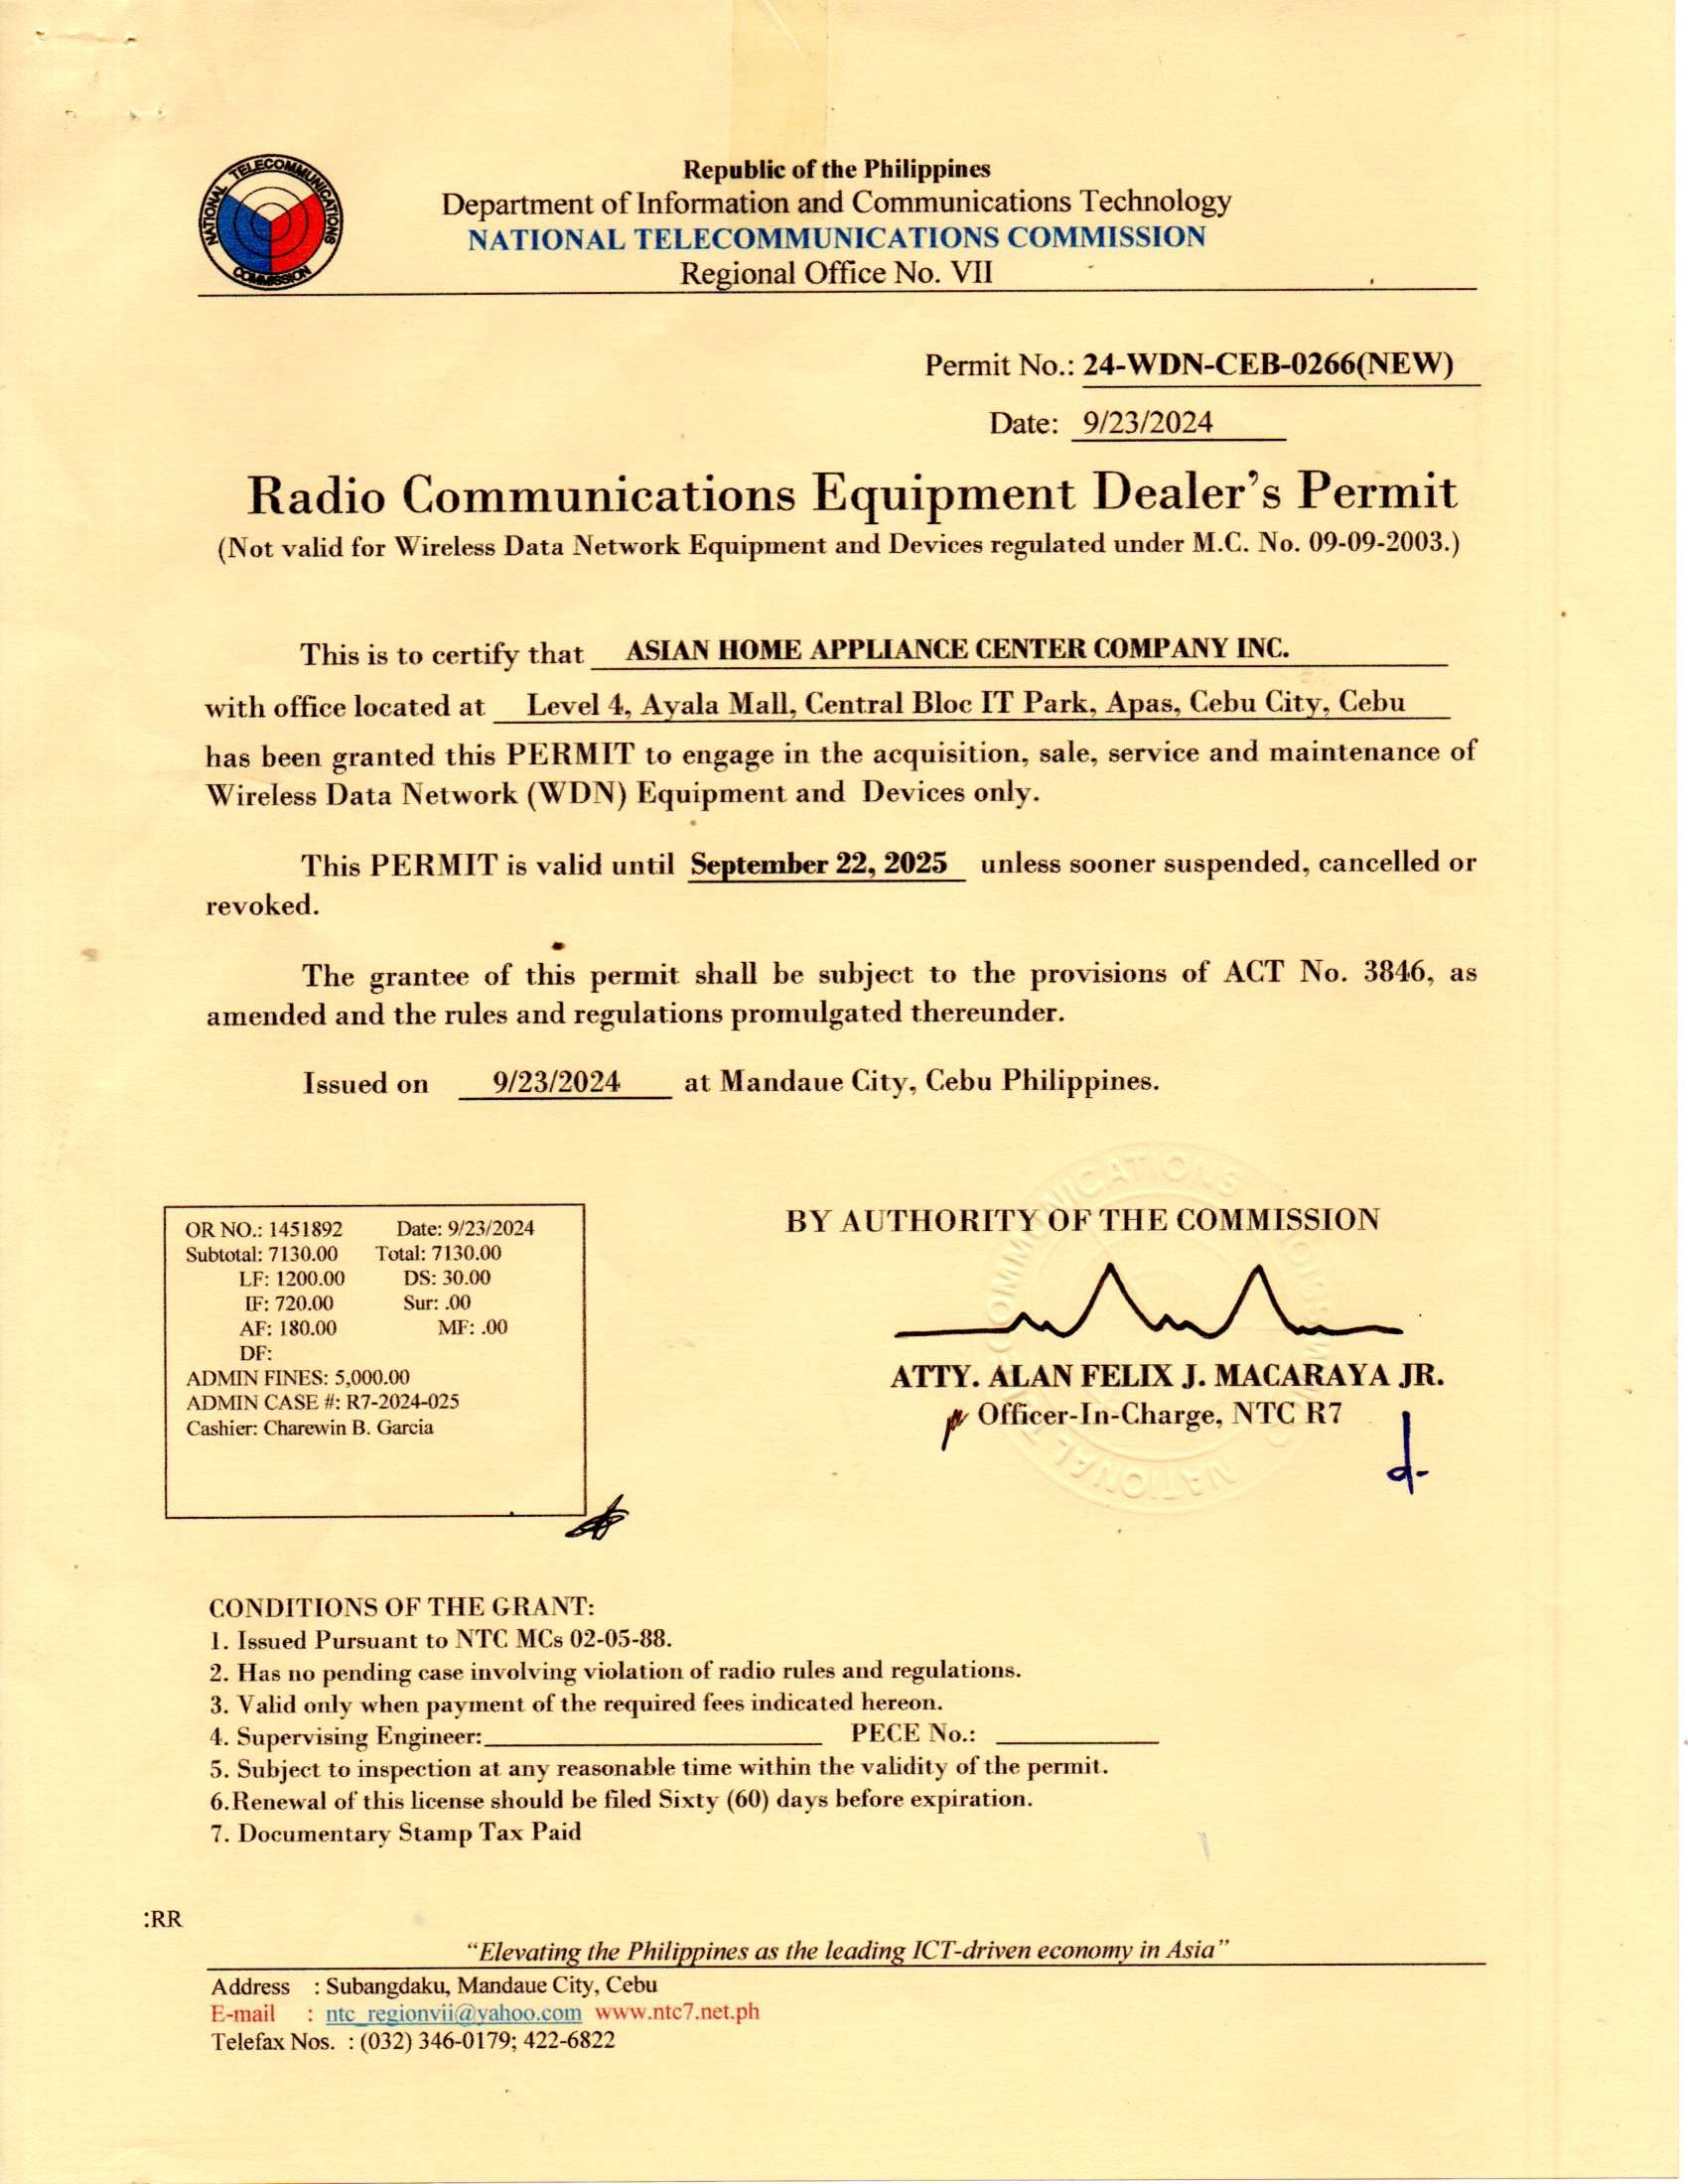 NATIONAL TELECOMMUNICATIONS COMMISSION
Republic of the Philippines
Department of Information and Communications Technology
NATIONAL TELECOMMUNICATIONS COMMISSION
Regional Office No. VII
Permit No.: 24-WDN-CEB-0266(NEW)
Date: 9/23/2024
Radio Communications Equipment Dealer's Permit
(Not valid for Wireless Data Network Equipment and Devices regulated under M.C. No. 09-09-2003.)
This is to certify that ASIAN HOME APPLIANCE CENTER COMPANY INC.
with office located at Level 4, Ayala Mall, Central Bloc IT Park, Apas, Cebu City, Cebu
has been granted this PERMIT to engage in the acquisition, sale, service and maintenance of
Wireless Data Network (WDN) Equipment and Devices only.
This PERMIT is valid until September 22, 2025 unless sooner suspended, cancelled or
revoked.
The grantee of this permit shall be subject to the provisions of ACT No. 3846, as
amended and the rules and regulations promulgated thereunder.
Issued on 9/23/2024 at Mandaue City, Cebu Philippines.
OR NO.: 1451892 Date: 9/23/2024
Subtotal: 7130.00 Total: 7130.00
LF: 1200.00 DS: 30.00
IF: 720.00 Sur: .00
AF: 180.00 MF: .00
DF:
ADMIN FINES: 5,000.00
ADMIN CASE #: R7-2024-025
Cashier: Charewin B. Garcia
BY AUTHORITY OF THE COMMISSION
ATTY. ALAN FELIX J. MACARAYA JR.
Officer-In-Charge, NTC R7
CONDITIONS OF THE GRANT:
1. Issued Pursuant to NTC MCs 02-05-88.
2. Has no pending case involving violation of radio rules and regulations.
3. Valid only when payment of the required fees indicated hereon.
4. Supervising Engineer: PECE No.:
5. Subject to inspection at any reasonable time within the validity of the permit.
6.Renewal of this license should be filed Sixty (60) days before expiration.
7. Documentary Stamp Tax Paid
:RR
"Elevating the Philippines as the leading ICT-driven economy in Asia"
Address : Subangdaku, Mandaue City, Cebu
E-mail : ntc_regionvii@yahoo.com www.ntc7.net.ph
Telefax Nos. : (032) 346-0179; 422-6822